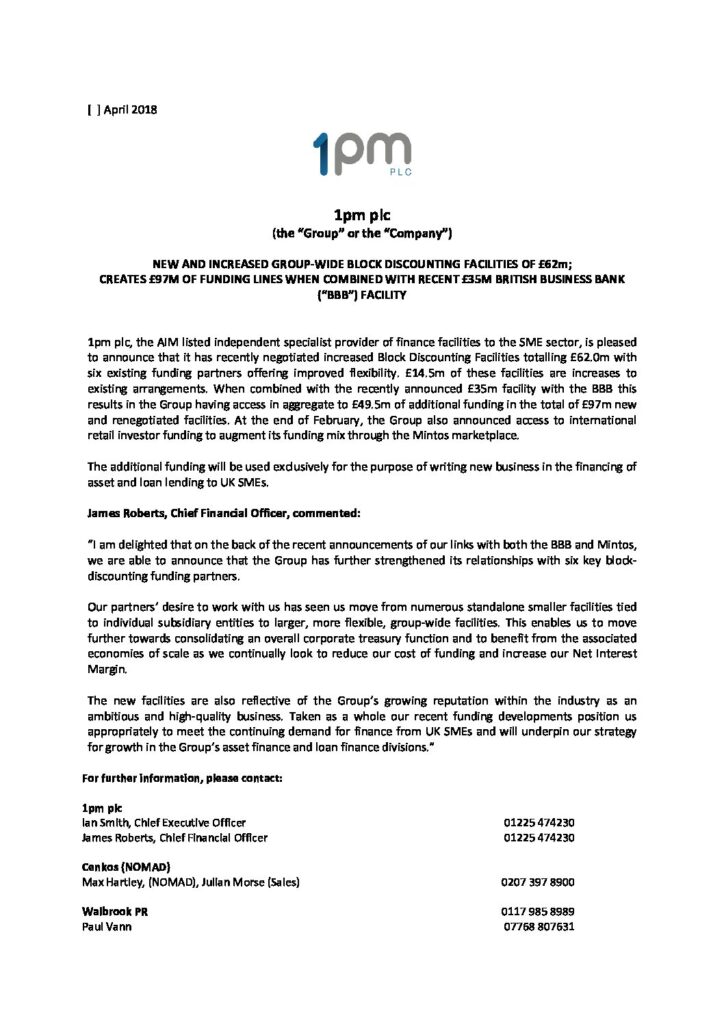 [ ] April 2018
1pm
PLC
1pm plc
(the “Group” or the “Company”)
NEW AND INCREASED GROUP-WIDE BLOCK DISCOUNTING FACILITIES OF £62m;
CREATES £97M OF FUNDING LINES WHEN COMBINED WITH RECENT £35M BRITISH BUSINESS BANK
(“BBB”) FACILITY
1pm plc, the AIM listed independent specialist provider of finance facilities to the SME sector, is pleased
to announce that it has recently negotiated increased Block Discounting Facilities totalling £62.0m with
six existing funding partners offering improved flexibility. £14.5m of these facilities are increases to
existing arrangements. When combined with the recently announced £35m facility with the BBB this
results in the Group having access in aggregate to £49.5m of additional funding in the total of £97m new
and renegotiated facilities. At the end of February, the Group also announced access to international
retail investor funding to augment its funding mix through the Mintos marketplace.
The additional funding will be used exclusively for the purpose of writing new business in the financing of
asset and loan lending to UK SMEs.
James Roberts, Chief Financial Officer, commented:
“I am delighted that on the back of the recent announcements of our links with both the BBB and Mintos,
we are able to announce that the Group has further strengthened its relationships with six key block-
discounting funding partners.
Our partners’ desire to work with us has seen us move from numerous standalone smaller facilities tied
to individual subsidiary entities to larger, more flexible, group-wide facilities. This enables us to move
further towards consolidating an overall corporate treasury function and to benefit from the associated
economies of scale as we continually look to reduce our cost of funding and increase our Net Interest
Margin.
The new facilities are also reflective of the Group’s growing reputation within the industry as an
ambitious and high-quality business. Taken as a whole our recent funding developments position us
appropriately to meet the continuing demand for finance from UK SMEs and will underpin our strategy
for growth in the Group’s asset finance and loan finance divisions.”
For further information, please contact:
1pm plc
Ian Smith, Chief Executive Officer 01225 474230
James Roberts, Chief Financial Officer 01225 474230
Cenkos (NOMAD)
Max Hartley, (NOMAD), Julian Morse (Sales) 0207 397 8900
Walbrook PR 0117 985 8989
Paul Vann 07768 807631